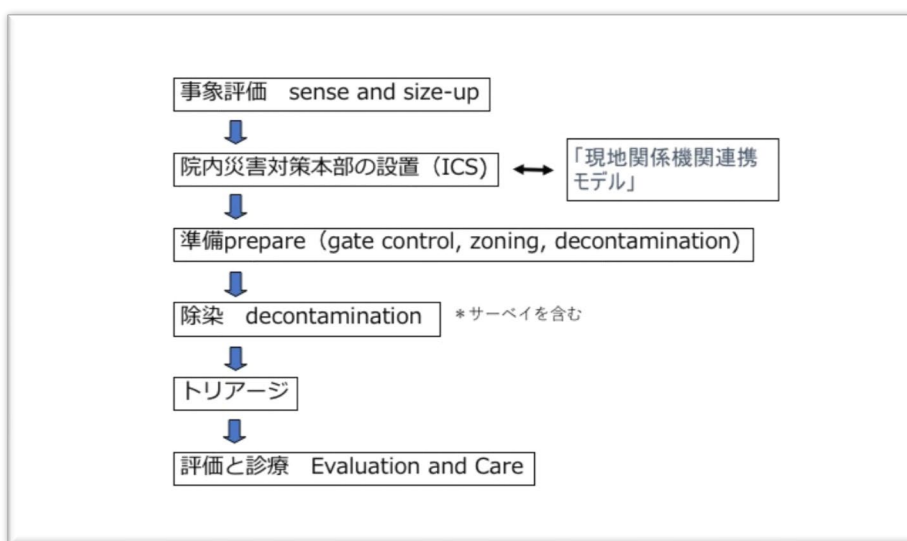 事象評価　sense and size-up
院内災害対策本部の設置（ICS)
「現地関係機関連携
モデル」
準備prepare（gate control, zoning, decontamination)
除染　decontamination
＊サーベイを含む
トリアージ
評価と診療　Evaluation and Care